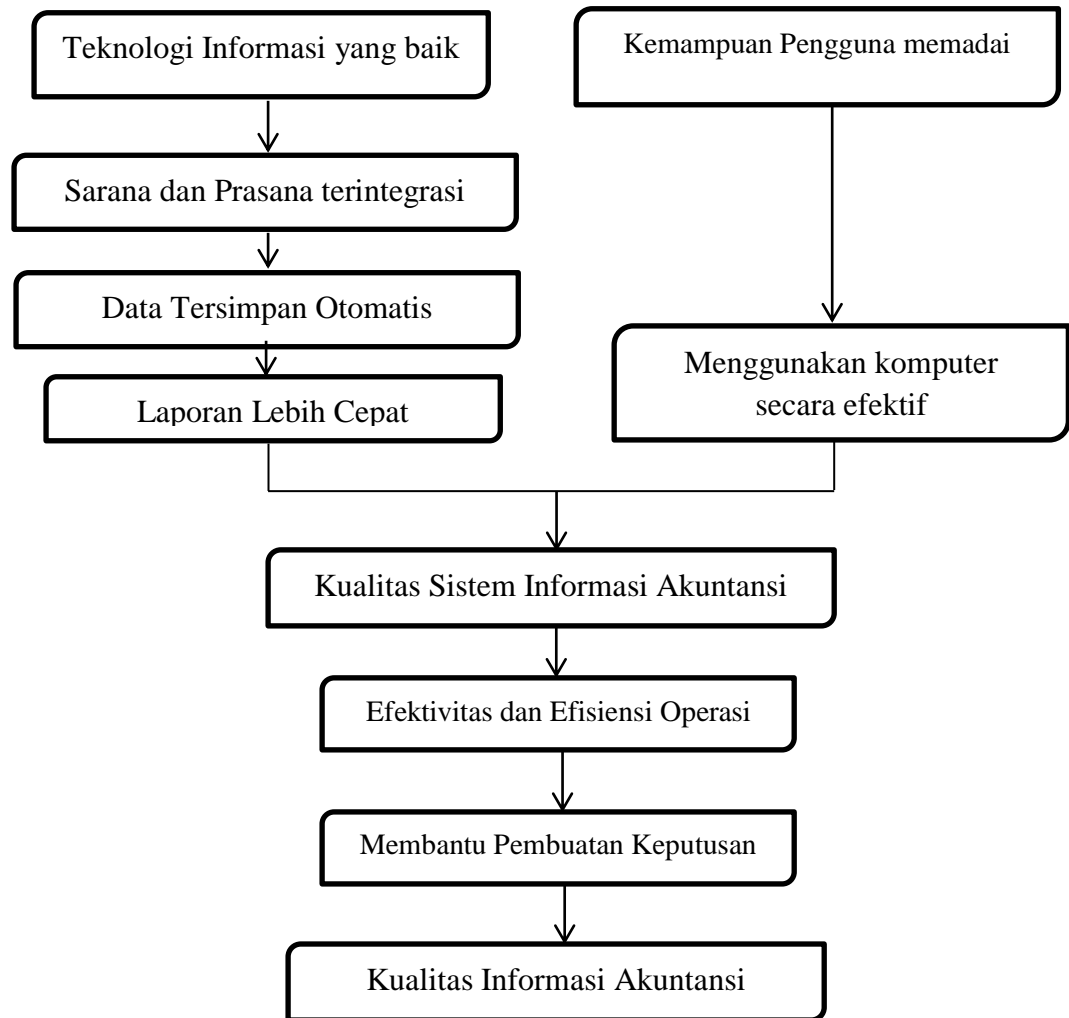 Teknologi Informasi yang baik
Kemampuan Pengguna memadai
Sarana dan Prasana terintegrasi
Data Tersimpan Otomatis
Laporan Lebih Cepat
Menggunakan komputer
secara efektif
Kualitas Sistem Informasi Akuntansi
Efektivitas dan Efisiensi Operasi
Membantu Pembuatan Keputusan
Kualitas Informasi Akuntansi